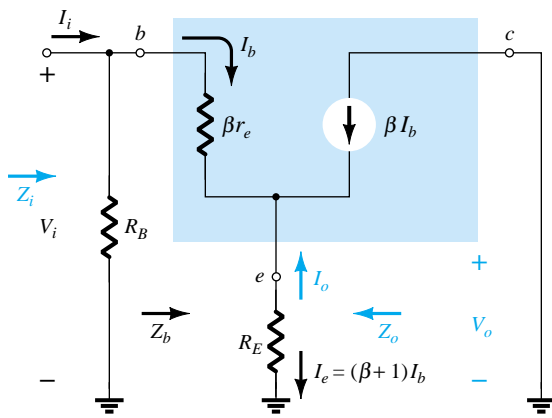 I_i
b
I_b
c
+
βr_e
βI_b
Z_i
V_i
R_B
e
I_o
+
Z_b
Z_o
V_o
R_E
I_e = (β + 1)I_b
−
−